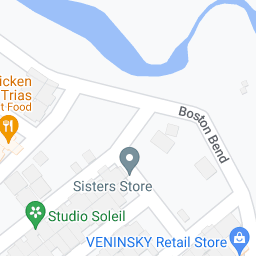 icken
Trias
t Food
Boston Bend
Sisters Store
Studio Soleil
VENINSKY Retail Store